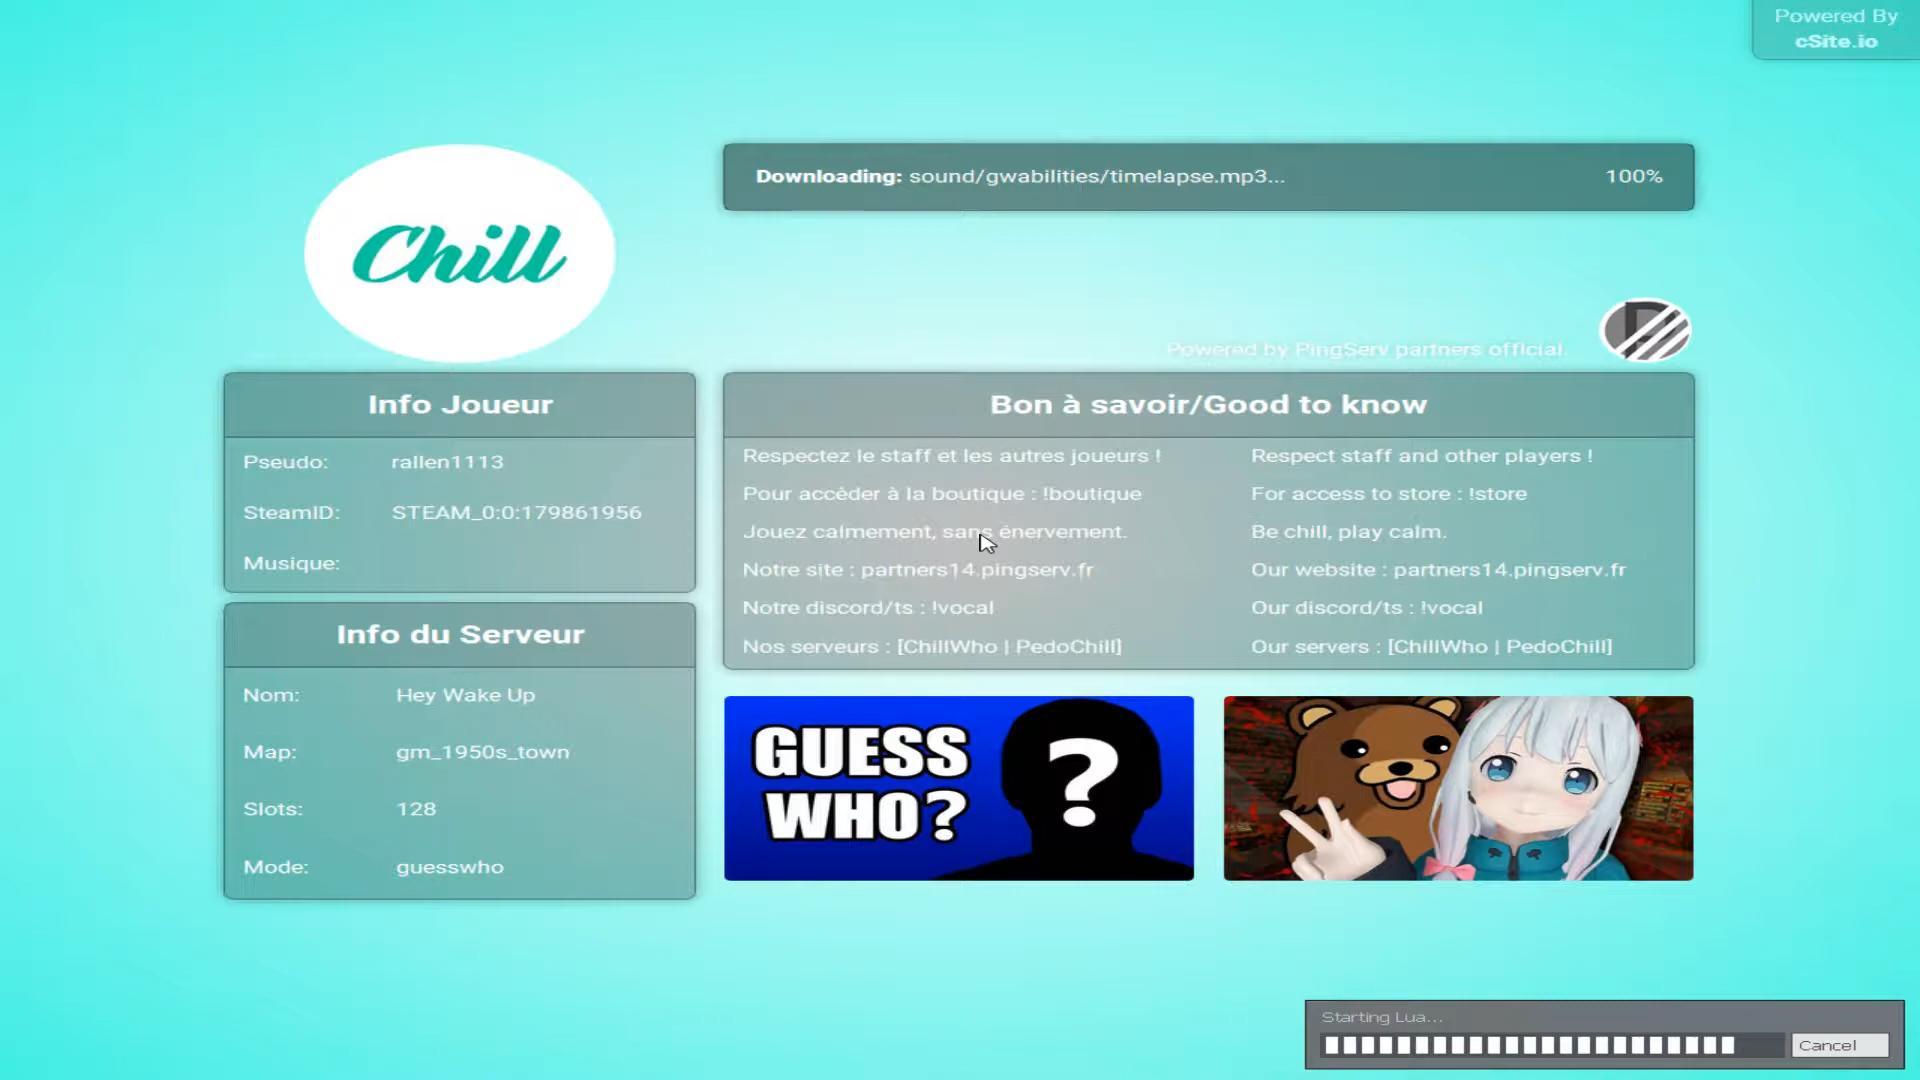 Powered By
cSite.io
Downloading: sound/gwabilities/timelapse.mp3... 100%
Chill
Powered by PingServ partners official.
Info Joueur
Pseudo: rallen1113
SteamID: STEAM_0:0:179861956
Musique:
Info du Serveur
Nom: Hey Wake Up
Map: gm_1950s_town
Slots: 128
Mode: guesswho
Bon à savoir/Good to know
Respectez le staff et les autres joueurs ! Respect staff and other players !
Pour accèder à la boutique : !boutique For access to store : !store
Jouez calmement, sans énervement. Be chill, play calm.
Notre site : partners14.pingserv.fr Our website : partners14.pingserv.fr
Notre discord/ts : !vocal Our discord/ts : !vocal
Nos serveurs : [ChillWho | PedoChill] Our servers : [ChillWho | PedoChill]
GUESS
WHO?
?
Starting Lua...
Cancel